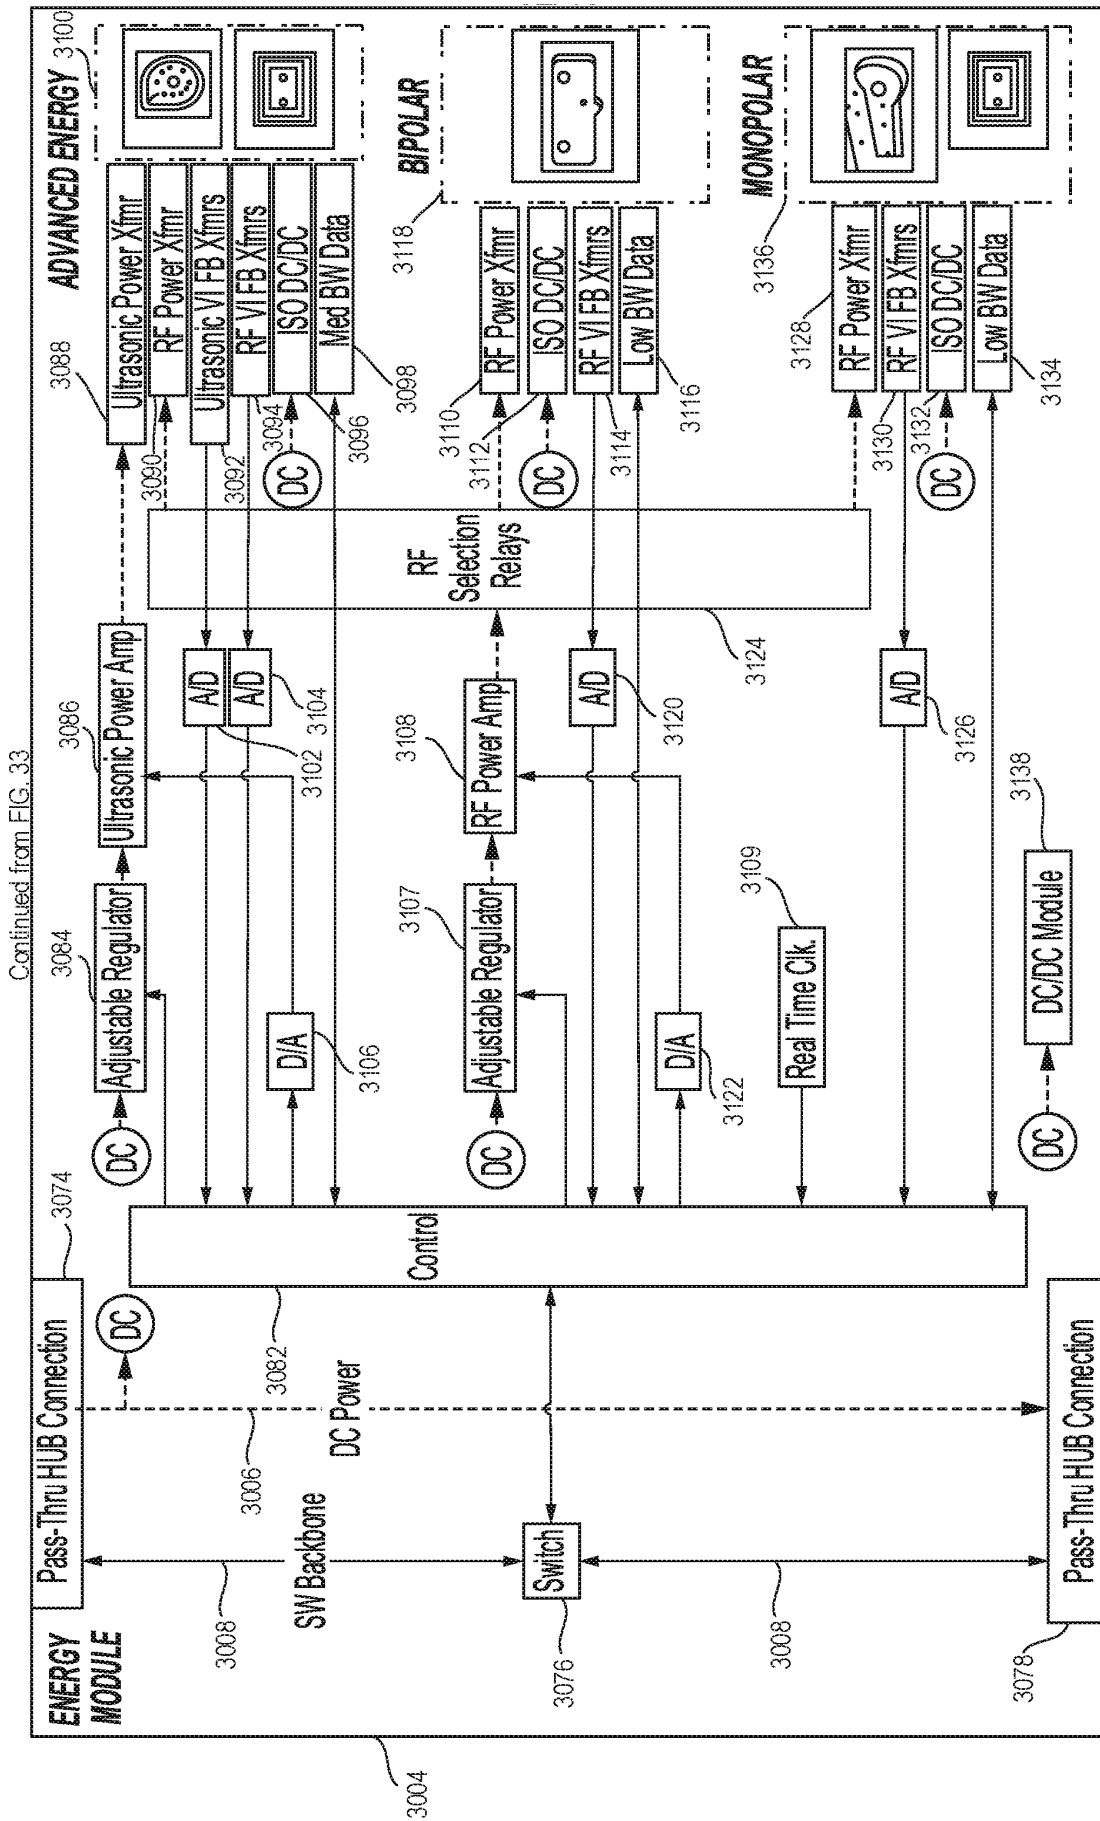 Continued from FIG. 33
ENERGY
MODULE
3004
Pass-Thru HUB Connection
3074
3008
SW Backbone
3006
DC Power
DC
Switch
3076
3008
Pass-Thru HUB Connection
3078
Control
3082
DC
Adjustable Regulator
3084
Ultrasonic Power Amp
3086
D/A
3106
A/D
3102
A/D
3104
DC
Adjustable Regulator
3107
RF Power Amp
3108
D/A
3122
A/D
3120
Real Time Clk.
3109
A/D
3126
DC
DC/DC Module
3138
RF
Selection
Relays
3124
ADVANCED ENERGY
3100
3088
Ultrasonic Power Xfmr
3090
RF Power Xfmr
3092
Ultrasonic VI FB Xfmrs
3094
RF VI FB Xfmrs
DC
3096
ISO DC/DC
3098
Med BW Data
BIPOLAR
3118
3110
RF Power Xfmr
3112
ISO DC/DC
DC
3114
RF VI FB Xfmrs
3116
Low BW Data
MONOPOLAR
3136
3128
RF Power Xfmr
3130
RF VI FB Xfmrs
3132
ISO DC/DC
DC
3134
Low BW Data